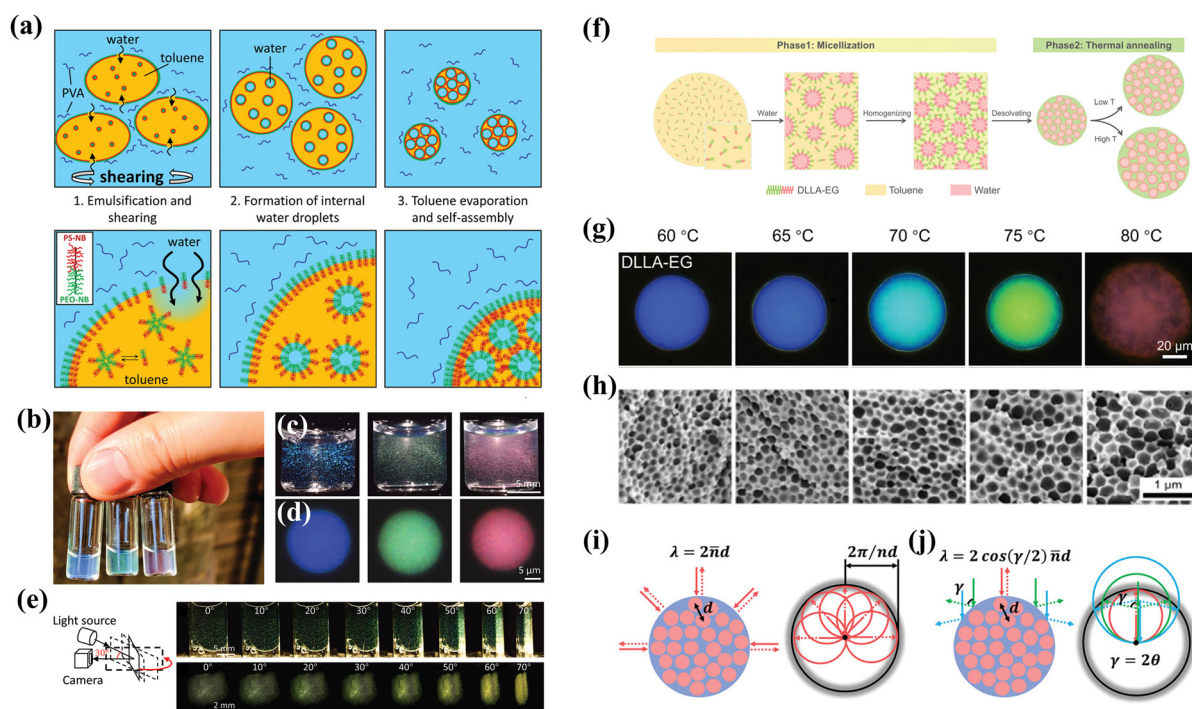 (a)
water
toluene
PVA
shearing
water
1. Emulsification and
shearing
2. Formation of internal
water droplets
3. Toluene evaporation
and self-assembly
PS-NB
PEO-NB
water
toluene
(b)
(c)
5 mm
(d)
5 μm
(e)
Light source
30°
Camera
0° 10° 20° 30° 40° 50° 60° 70°
5 mm
0° 10° 20° 30° 40° 50° 60° 70°
2 mm
(f)
Phase1: Micellization
Phase2: Thermal annealing
Water
Homogenizing
Desolvating
Low T
High T
DLLA-EG
Toluene
Water
(g)
60 °C 65 °C 70 °C 75 °C 80 °C
DLLA-EG
20 μm
(h)
1 μm
(i)
λ = 2n̅d
d
2π/nd
(j)
λ = 2 cos(γ/2) n̅d
γ
d
γ
γ = 2θ